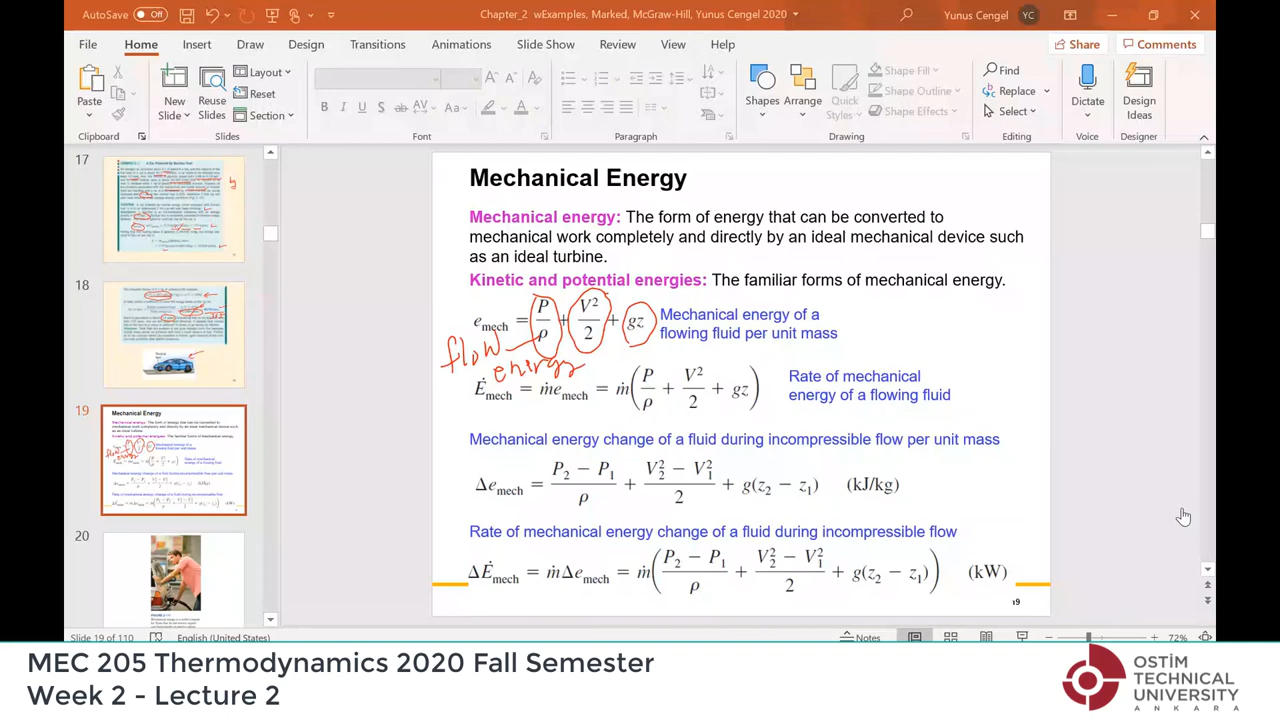 AutoSave Off
Chapter_2 wExamples, Marked, McGraw-Hill, Yunus Cengel 2020
Yunus Cengel YC
File Home Insert Draw Design Transitions Animations Slide Show Review View Help
Share Comments
Paste
New Slide
Reuse Slides
Layout
Reset
Section
B I U S ab AV Aa A
Shapes
Arrange
Quick Styles
Shape Fill
Shape Outline
Shape Effects
Find
Replace
Select
Dictate
Design Ideas
Clipboard Slides Font Paragraph Drawing Editing Voice Designer
17
18
19
20
Mechanical Energy
Mechanical energy: The form of energy that can be converted to
mechanical work completely and directly by an ideal mechanical device such
as an ideal turbine.
Kinetic and potential energies: The familiar forms of mechanical energy.
e_mech = P/ρ + V²/2 + gz
Mechanical energy of a
flowing fluid per unit mass
flow
energy
Ė_mech = ṁe_mech = ṁ(P/ρ + V²/2 + gz)
Rate of mechanical
energy of a flowing fluid
Mechanical energy change of a fluid during incompressible flow per unit mass
Δe_mech = (P₂ − P₁)/ρ + (V₂² − V₁²)/2 + g(z₂ − z₁) (kJ/kg)
Rate of mechanical energy change of a fluid during incompressible flow
ΔĖ_mech = ṁΔe_mech = ṁ((P₂ − P₁)/ρ + (V₂² − V₁²)/2 + g(z₂ − z₁)) (kW)
19
Slide 19 of 110 English (United States) Notes 72%
MEC 205 Thermodynamics 2020 Fall Semester
Week 2 - Lecture 2
OSTİM
TECHNICAL
UNIVERSITY
ANKARA